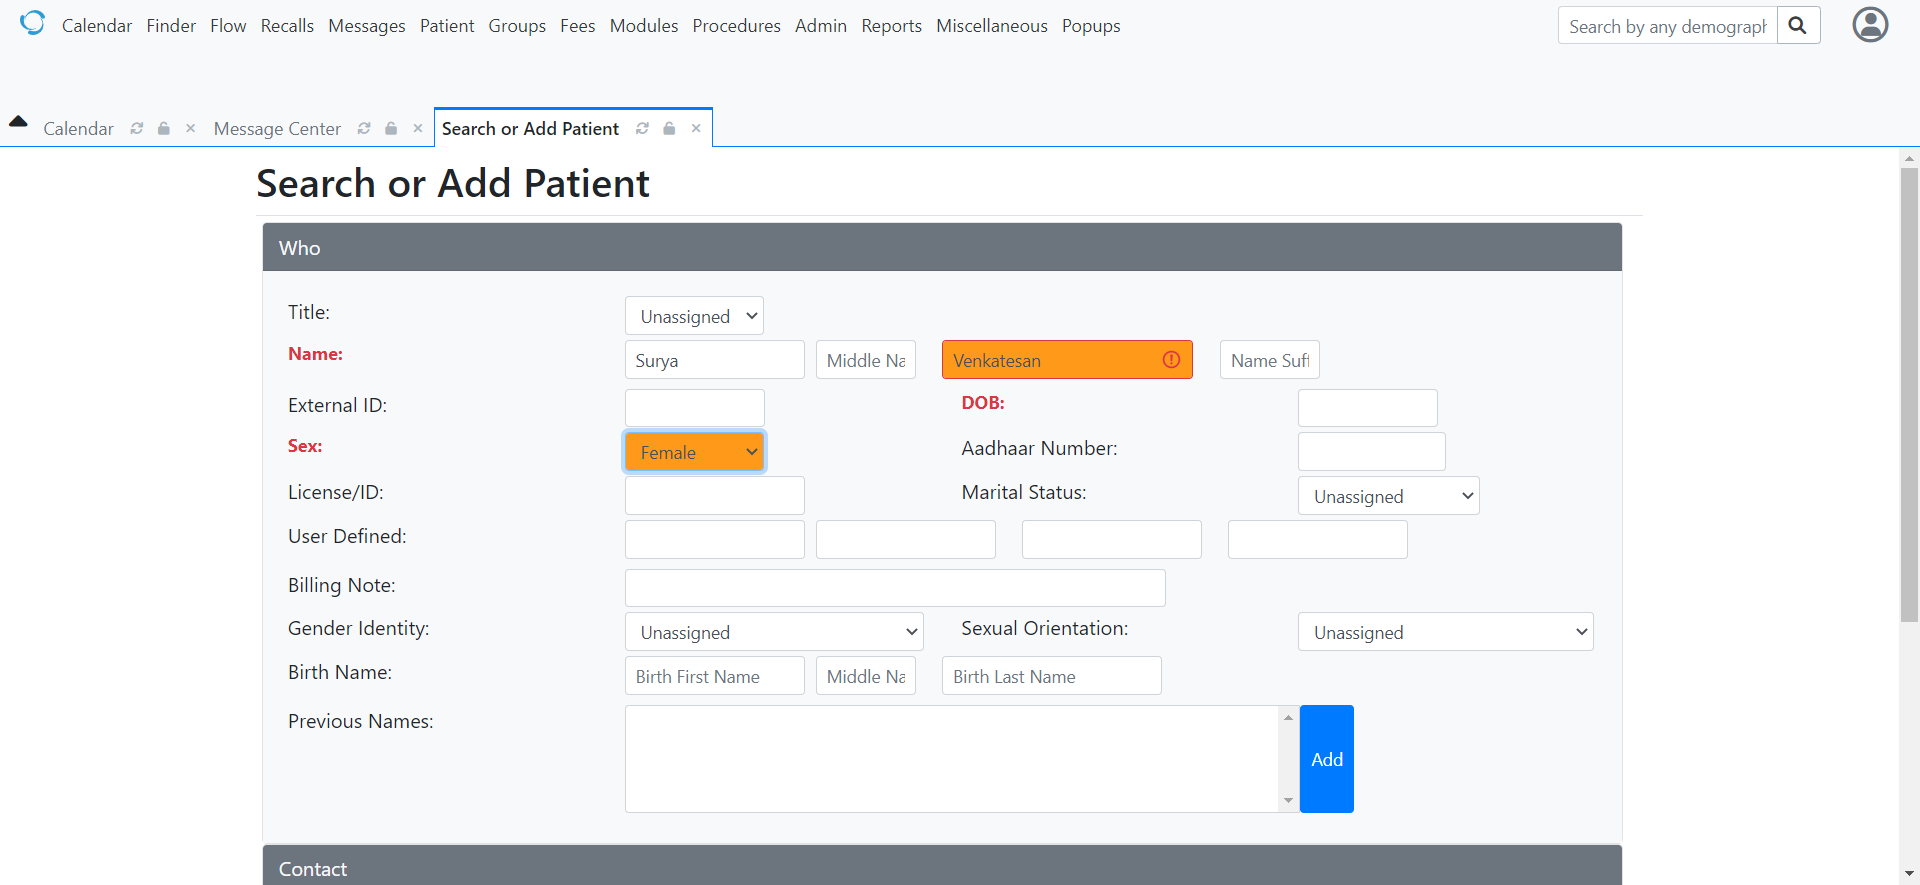 Calendar Finder Flow Recalls Messages Patient Groups Fees Modules Procedures Admin Reports Miscellaneous Popups
Search by any demograph
Calendar Message Center Search or Add Patient
Search or Add Patient
Who
Title: Unassigned
Name: Surya Middle Na Venkatesan Name Suf
External ID: DOB:
Sex: Female Aadhaar Number:
License/ID: Marital Status: Unassigned
User Defined:
Billing Note:
Gender Identity: Unassigned Sexual Orientation: Unassigned
Birth Name: Birth First Name Middle Na Birth Last Name
Previous Names:
Add
Contact